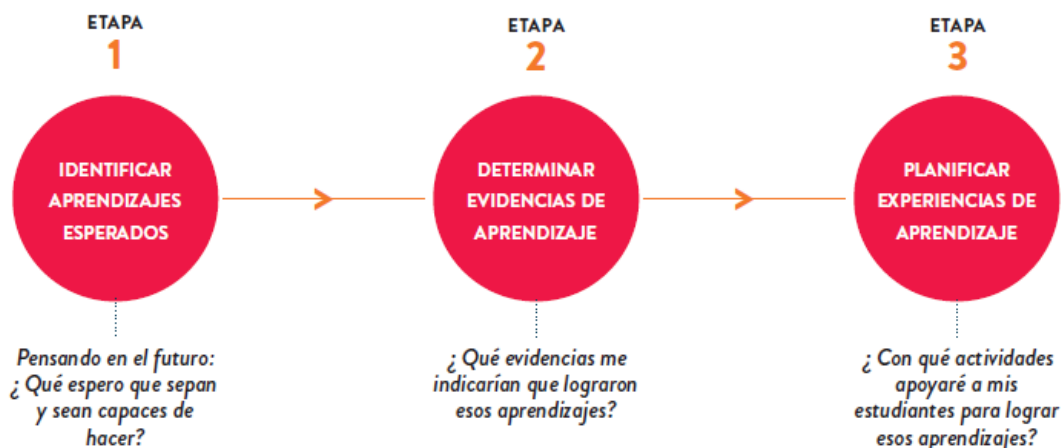 ETAPA
1
IDENTIFICAR
APRENDIZAJES
ESPERADOS
Pensando en el futuro:
¿ Qué espero que sepan
y sean capaces de
hacer?
ETAPA
2
DETERMINAR
EVIDENCIAS DE
APRENDIZAJE
¿ Qué evidencias me
indicarían que lograron
esos aprendizajes?
ETAPA
3
PLANIFICAR
EXPERIENCIAS DE
APRENDIZAJE
¿ Con qué actividades
apoyaré a mis
estudiantes para lograr
esos aprendizajes?